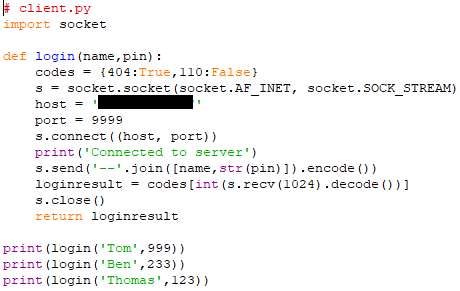 # client.py
import socket

def login(name,pin):
    codes = {404:True,110:False}
    s = socket.socket(socket.AF_INET, socket.SOCK_STREAM)
    host = ' '
    port = 9999
    s.connect((host, port))
    print('Connected to server')
    s.send('--'.join([name,str(pin)]).encode())
    loginresult = codes[int(s.recv(1024).decode())]
    s.close()
    return loginresult

print(login('Tom',999))
print(login('Ben',233))
print(login('Thomas',123))